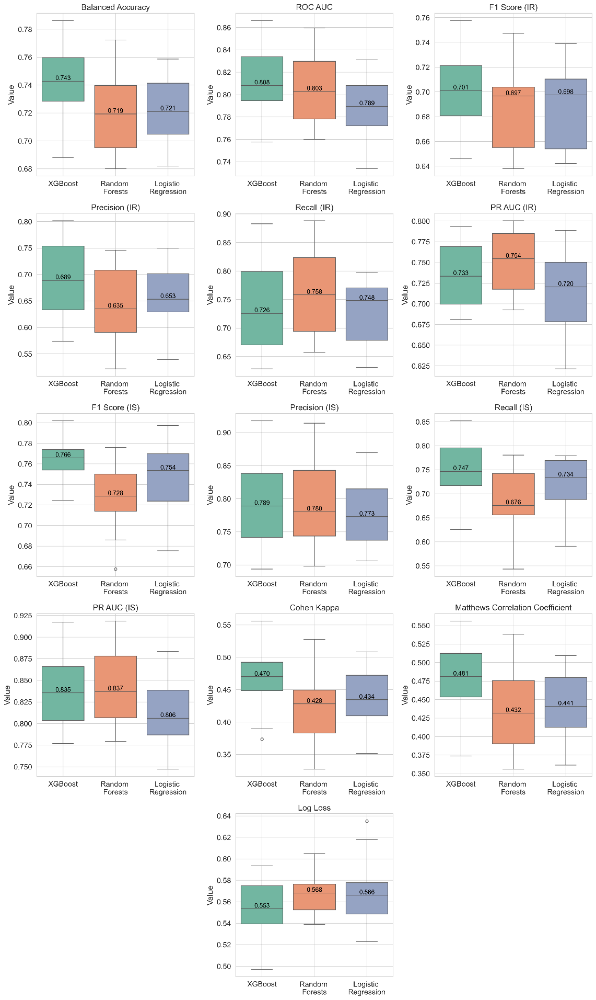 Balanced Accuracy
Value
0.78
0.76
0.74
0.72
0.70
0.68
0.743
0.719
0.721
XGBoost
Random
Forests
Logistic
Regression
ROC AUC
Value
0.86
0.84
0.82
0.80
0.78
0.76
0.74
0.808
0.803
0.789
XGBoost
Random
Forests
Logistic
Regression
F1 Score (IR)
Value
0.76
0.74
0.72
0.70
0.68
0.66
0.64
0.701
0.697
0.698
XGBoost
Random
Forests
Logistic
Regression
Precision (IR)
Value
0.80
0.75
0.70
0.65
0.60
0.55
0.689
0.635
0.653
XGBoost
Random
Forests
Logistic
Regression
Recall (IR)
Value
0.90
0.85
0.80
0.75
0.70
0.65
0.726
0.758
0.748
XGBoost
Random
Forests
Logistic
Regression
PR AUC (IR)
Value
0.800
0.775
0.750
0.725
0.700
0.675
0.650
0.625
0.733
0.754
0.720
XGBoost
Random
Forests
Logistic
Regression
F1 Score (IS)
Value
0.80
0.78
0.76
0.74
0.72
0.70
0.68
0.66
0.766
0.728
0.754
XGBoost
Random
Forests
Logistic
Regression
Precision (IS)
Value
0.90
0.85
0.80
0.75
0.70
0.789
0.780
0.773
XGBoost
Random
Forests
Logistic
Regression
Recall (IS)
Value
0.85
0.80
0.75
0.70
0.65
0.60
0.55
0.747
0.676
0.734
XGBoost
Random
Forests
Logistic
Regression
PR AUC (IS)
Value
0.925
0.900
0.875
0.850
0.825
0.800
0.775
0.750
0.835
0.837
0.806
XGBoost
Random
Forests
Logistic
Regression
Cohen Kappa
Value
0.55
0.50
0.45
0.40
0.35
0.470
0.428
0.434
XGBoost
Random
Forests
Logistic
Regression
Matthews Correlation Coefficient
Value
0.550
0.525
0.500
0.475
0.450
0.425
0.400
0.375
0.350
0.481
0.432
0.441
XGBoost
Random
Forests
Logistic
Regression
Log Loss
Value
0.64
0.62
0.60
0.58
0.56
0.54
0.52
0.50
0.553
0.568
0.566
XGBoost
Random
Forests
Logistic
Regression